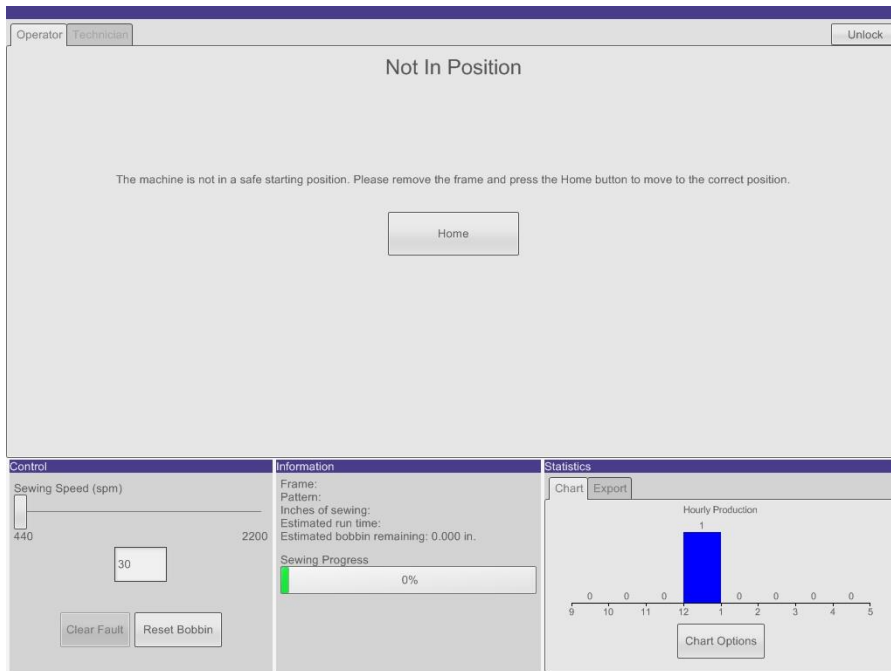 Operator Technician Unlock
Not In Position
The machine is not in a safe starting position. Please remove the frame and press the Home button to move to the correct position.
Home
Control
Sewing Speed (spm)
440 2200
30
Clear Fault Reset Bobbin
Information
Frame:
Pattern:
Inches of sewing:
Estimated run time:
Estimated bobbin remaining: 0.000 in.
Sewing Progress
0%
Statistics
Chart Export
Hourly Production
1
0 0 0 0 0 0 0
9 10 11 12 1 2 3 4 5
Chart Options